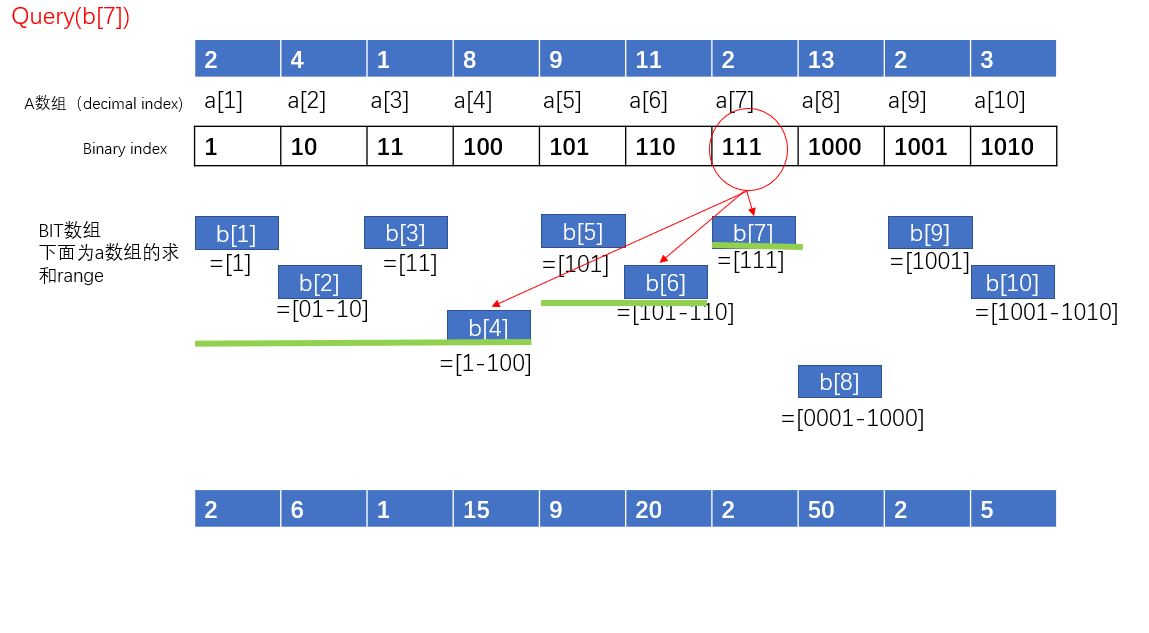 Query(b[7])
2 4 1 8 9 11 2 13 2 3
A数组（decimal index) a[1] a[2] a[3] a[4] a[5] a[6] a[7] a[8] a[9] a[10]
Binary index 1 10 11 100 101 110 111 1000 1001 1010
BIT数组
下面为a数组的求
和range
b[1] b[3] b[5] b[7] b[9]
=[1] =[11] =[101] =[111] =[1001]
b[2] b[6] b[10]
=[01-10] =[101-110] =[1001-1010]
b[4]
=[1-100]
b[8]
=[0001-1000]
2 6 1 15 9 20 2 50 2 5